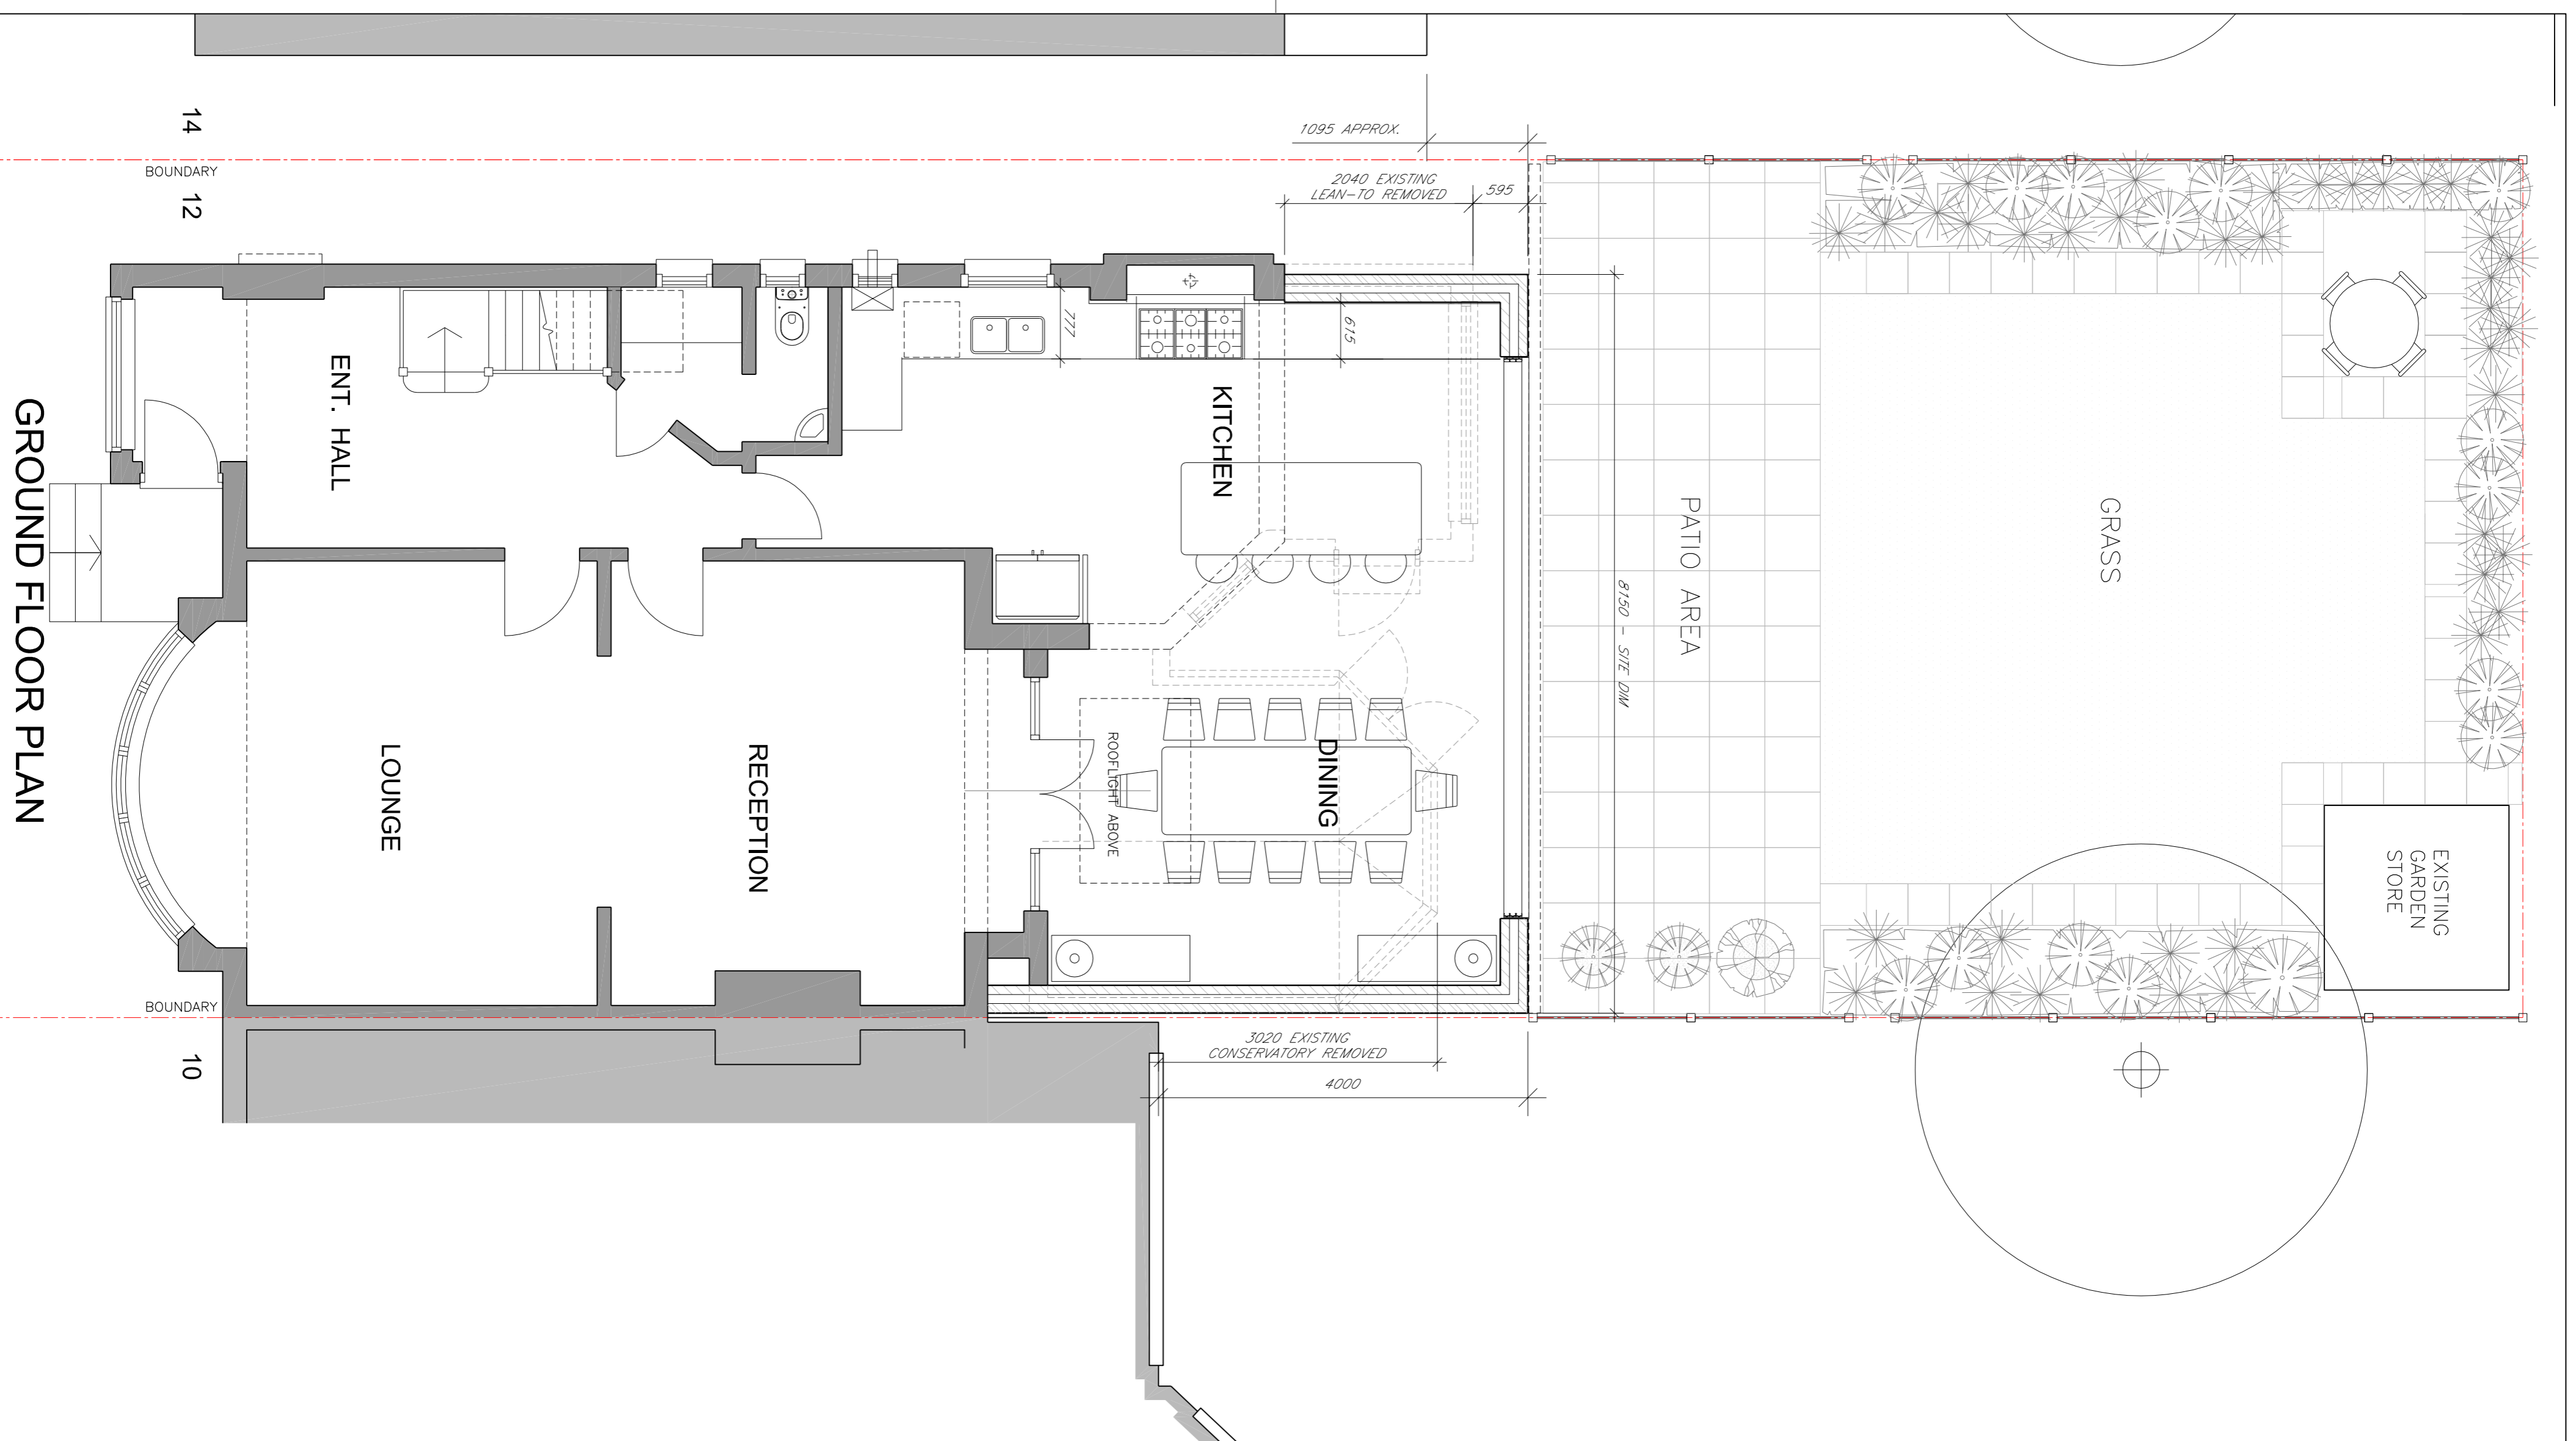 14
BOUNDARY
12
1095 APPROX.
2040 EXISTING
LEAN-TO REMOVED
595
777
615
ENT. HALL
KITCHEN
GROUND FLOOR PLAN
LOUNGE
RECEPTION
ROOFLIGHT ABOVE
DINING
8150 - SITE DIM
PATIO AREA
GRASS
EXISTING
GARDEN
STORE
BOUNDARY
10
3020 EXISTING
CONSERVATORY REMOVED
4000